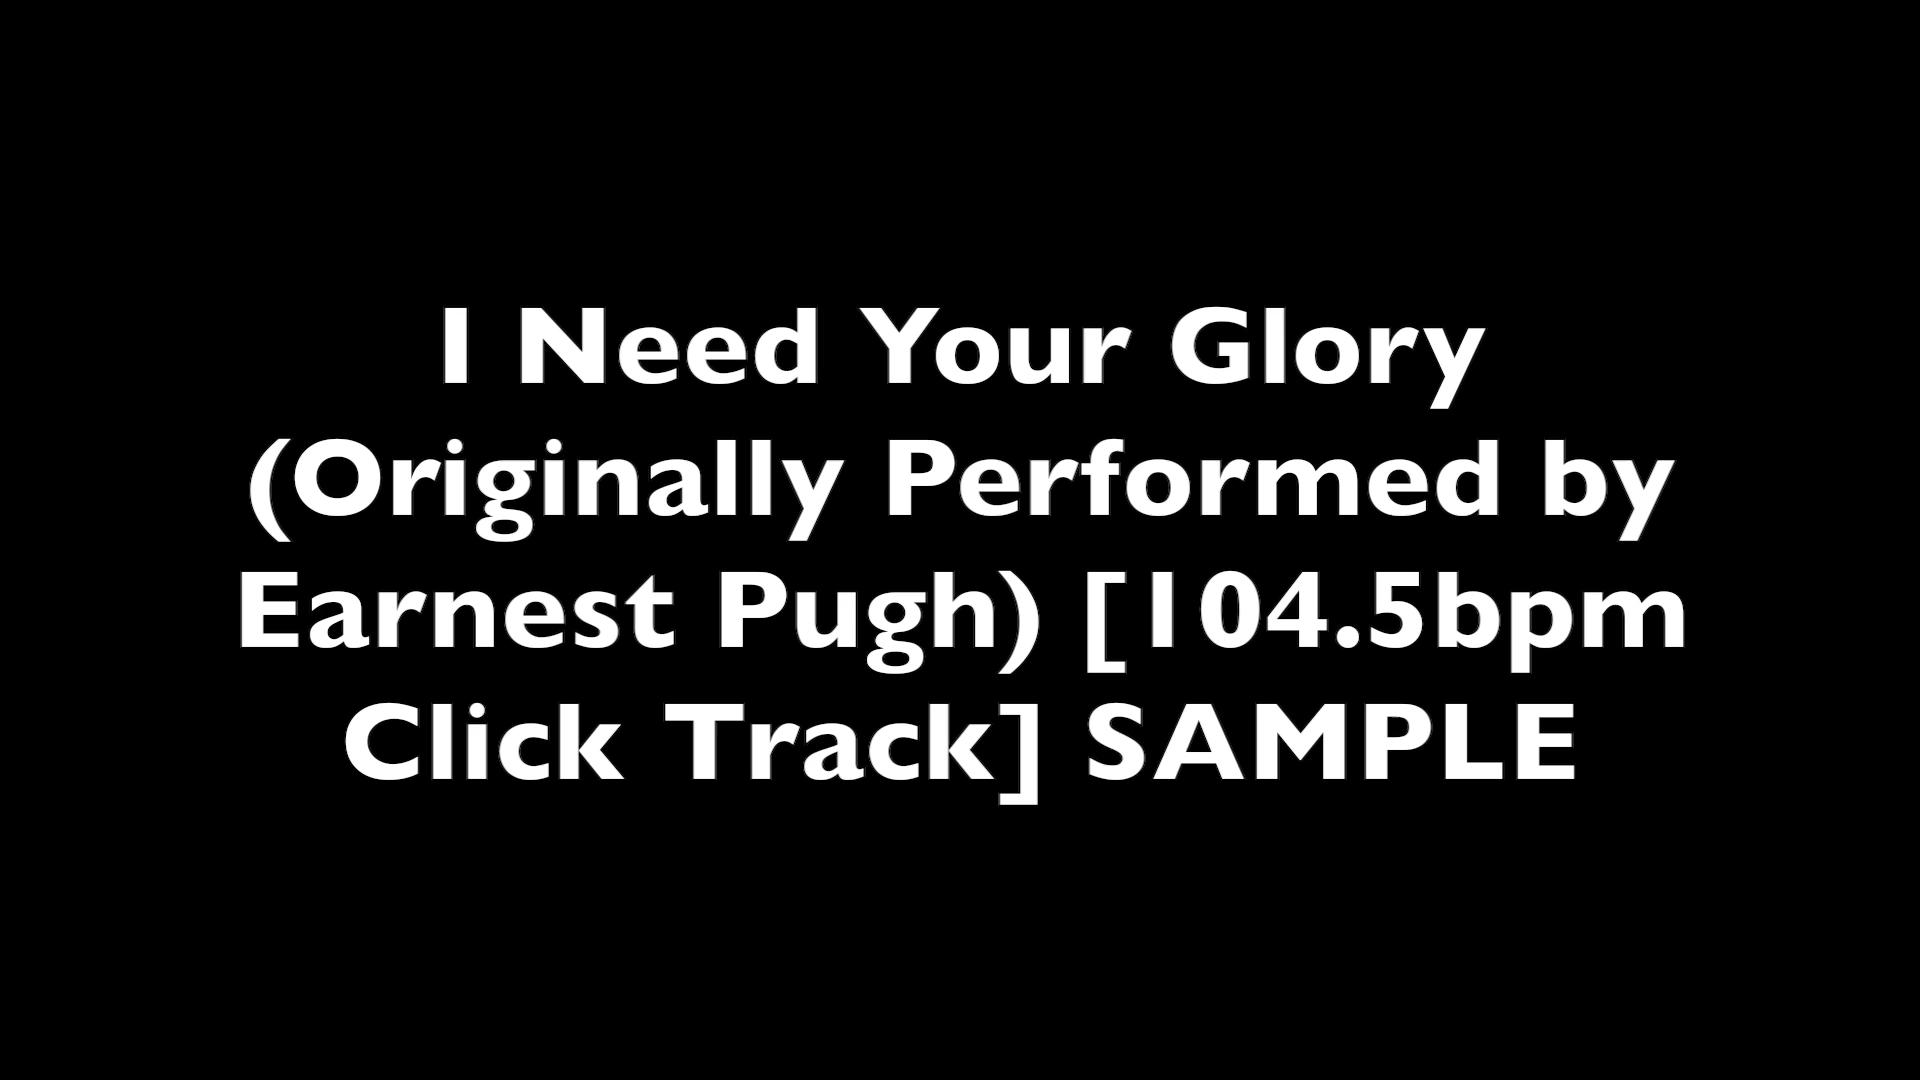 I Need Your Glory
(Originally Performed by
Earnest Pugh) [104.5bpm
Click Track] SAMPLE